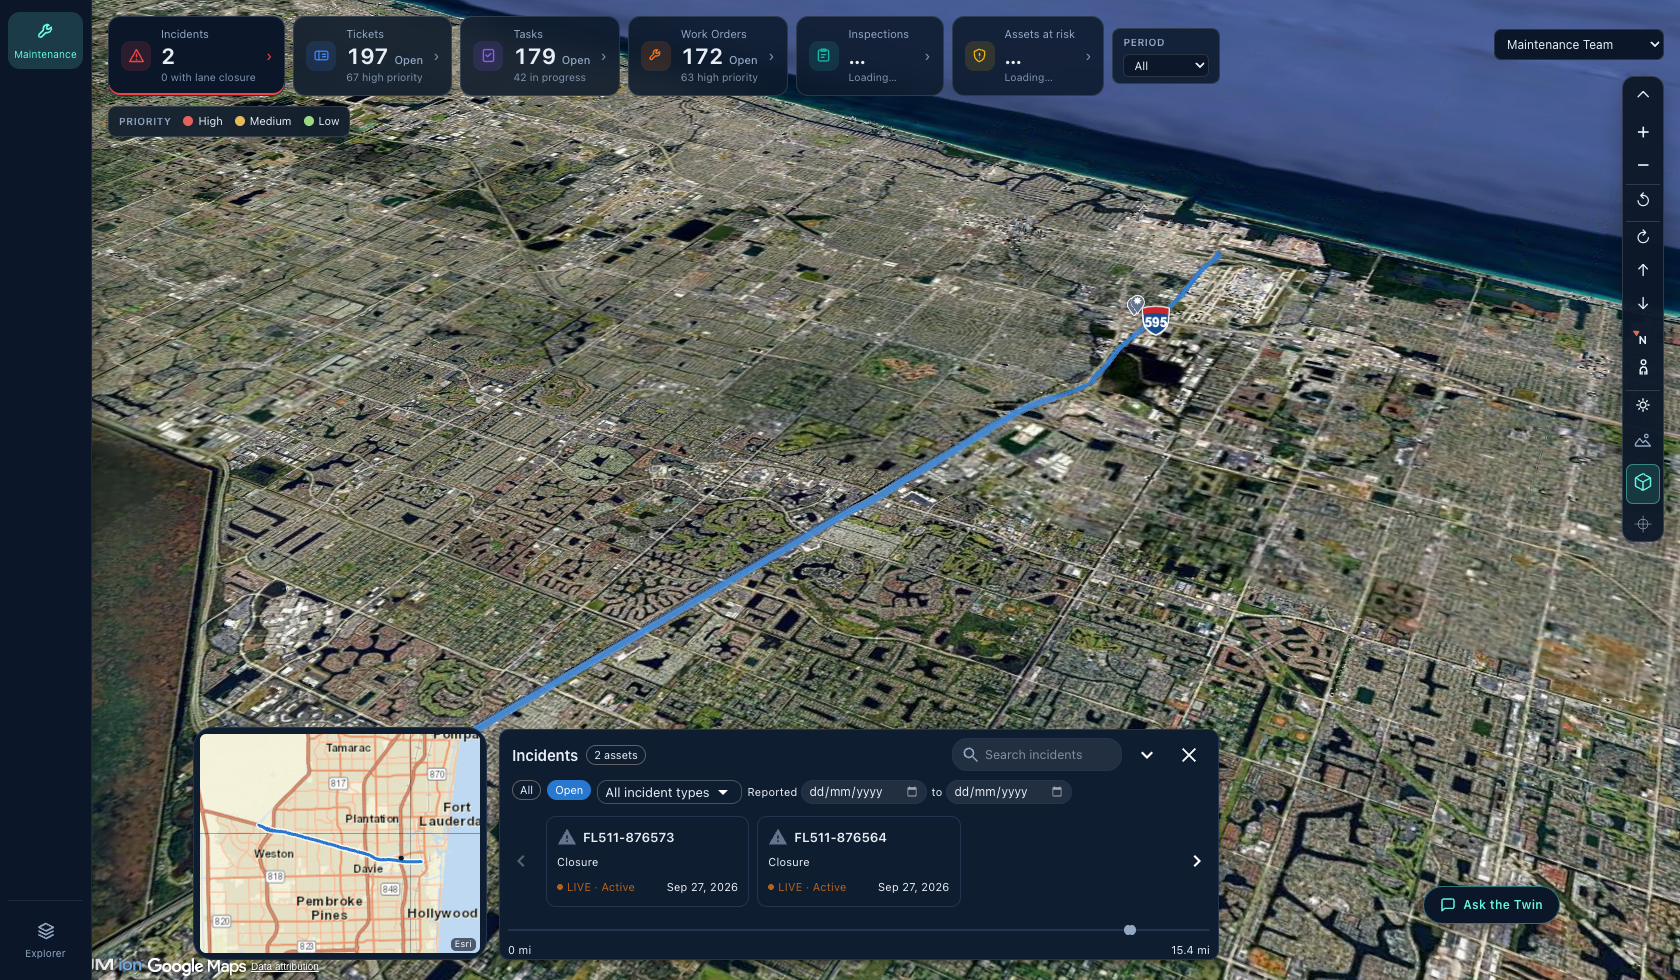 Maintenance
Incidents
2
0 with lane closure
Tickets
197 Open
67 high priority
Tasks
179 Open
42 in progress
Work Orders
172 Open
63 high priority
Inspections
...
Loading...
Assets at risk
...
Loading...
PERIOD
All
Maintenance Team
PRIORITY High Medium Low
N
595
Tamarac
817
870
Fort
Plantation
Weston
818
Davie
848
Pembroke
Pines
Hollywood
820
823
Esri
Google Maps Data attribution
Incidents 2 assets
Search incidents
All Open All incident types Reported dd/mm/yyyy to dd/mm/yyyy
FL511-876573
Closure
LIVE · Active Sep 27, 2026
FL511-876564
Closure
LIVE · Active Sep 27, 2026
0 mi 15.4 mi
Ask the Twin
Explorer